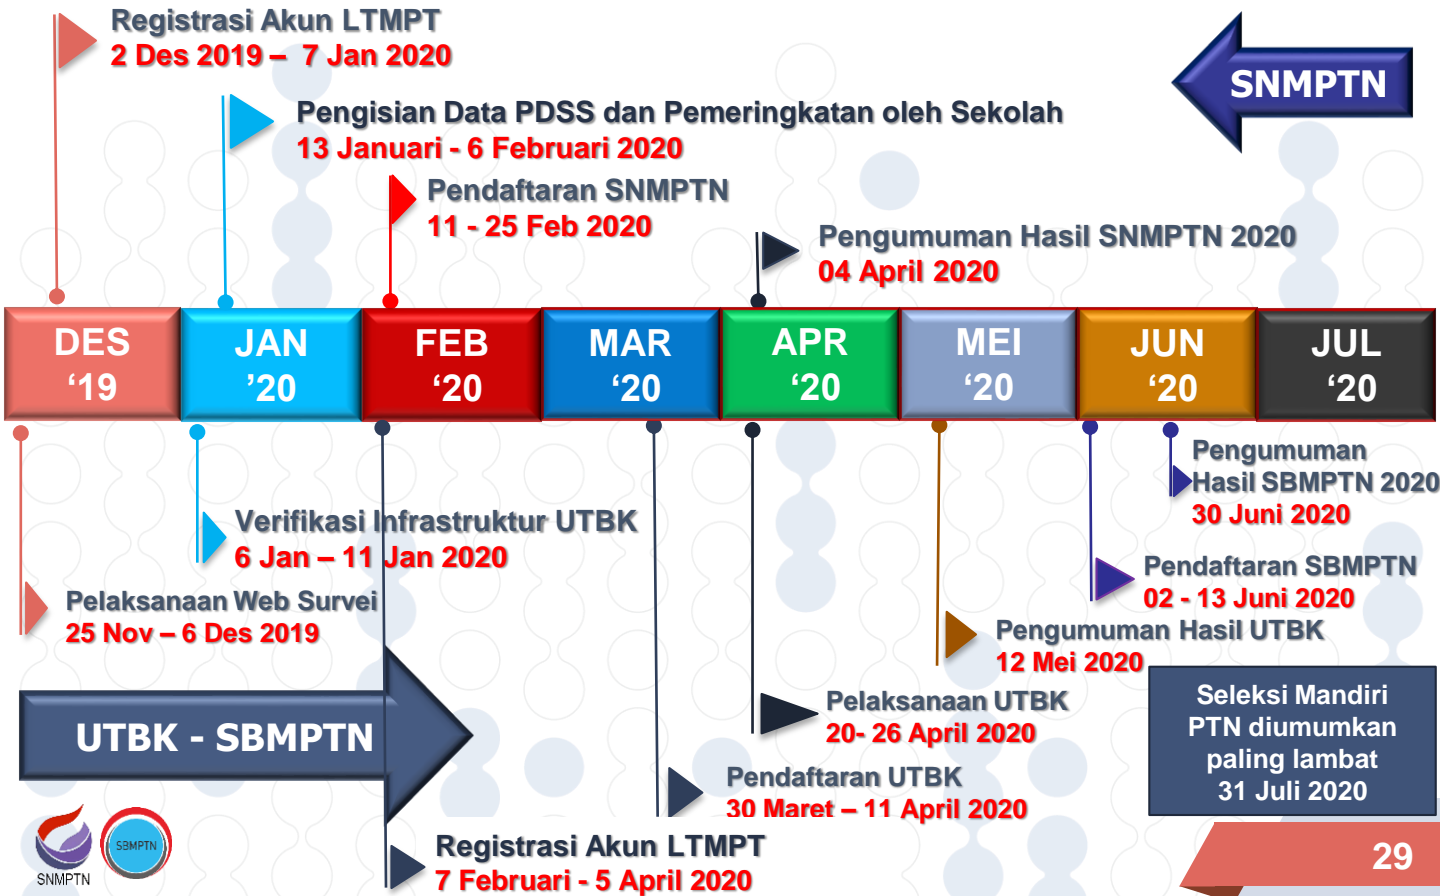 Registrasi Akun LTMPT
2 Des 2019 – 7 Jan 2020
SNMPTN
Pengisian Data PDSS dan Pemeringkatan oleh Sekolah
13 Januari - 6 Februari 2020
Pendaftaran SNMPTN
11 - 25 Feb 2020
Pengumuman Hasil SNMPTN 2020
04 April 2020
DES
‘19
JAN
’20
FEB
‘20
MAR
‘20
APR
‘20
MEI
‘20
JUN
‘20
JUL
‘20
Pengumuman
Hasil SBMPTN 2020
30 Juni 2020
Verifikasi Infrastruktur UTBK
6 Jan – 11 Jan 2020
Pendaftaran SBMPTN
02 - 13 Juni 2020
Pelaksanaan Web Survei
25 Nov – 6 Des 2019
Pengumuman Hasil UTBK
12 Mei 2020
Seleksi Mandiri
PTN diumumkan
paling lambat
31 Juli 2020
Pelaksanaan UTBK
20- 26 April 2020
UTBK - SBMPTN
Pendaftaran UTBK
30 Maret – 11 April 2020
Registrasi Akun LTMPT
7 Februari - 5 April 2020
SNMPTN
SBMPTN
29